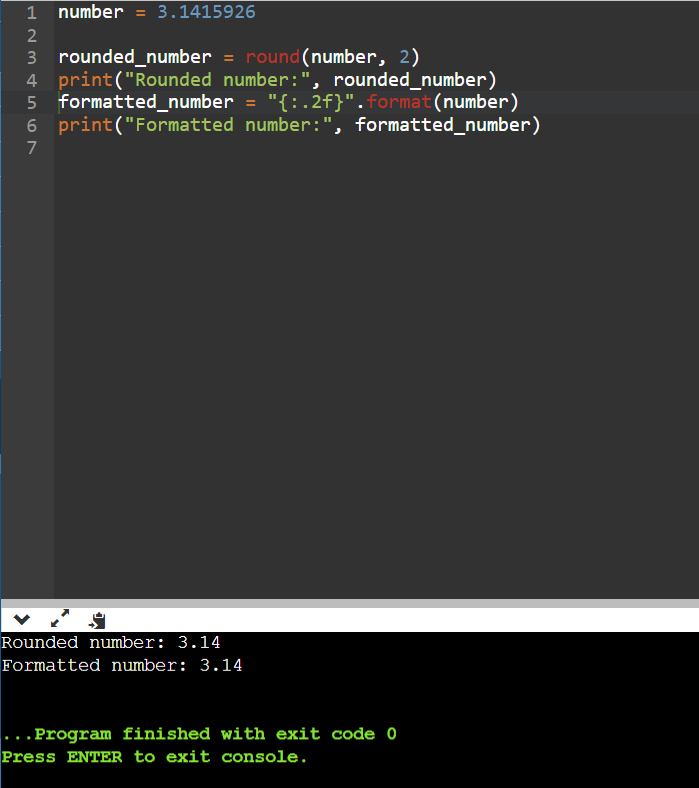 1 number = 3.1415926
2
3 rounded_number = round(number, 2)
4 print("Rounded number:", rounded_number)
5 formatted_number = "{:.2f}".format(number)
6 print("Formatted number:", formatted_number)
7
Rounded number: 3.14
Formatted number: 3.14
...Program finished with exit code 0
Press ENTER to exit console.